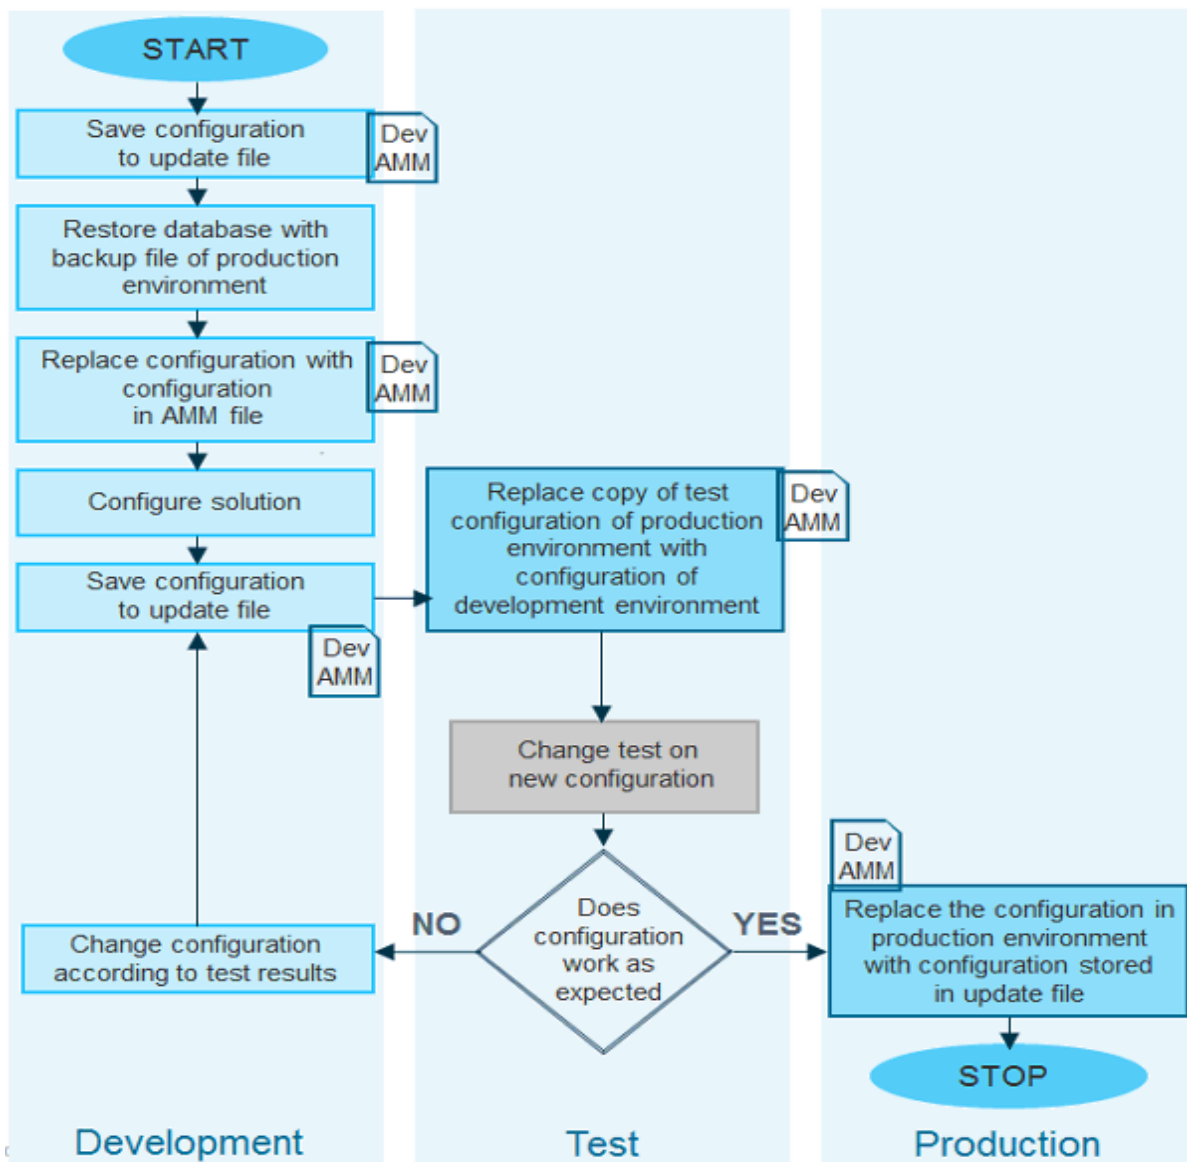 START
Save configuration
to update file
Dev
AMM
Restore database with
backup file of production
environment
Replace configuration with
configuration
in AMM file
Dev
AMM
Configure solution
Save configuration
to update file
Dev
AMM
Replace copy of test
configuration of production
environment with
configuration of
development environment
Dev
AMM
Change test on
new configuration
Does
configuration
work as
expected
NO
YES
Change configuration
according to test results
Dev
AMM
Replace the configuration in
production environment
with configuration stored
in update file
STOP
Development
Test
Production